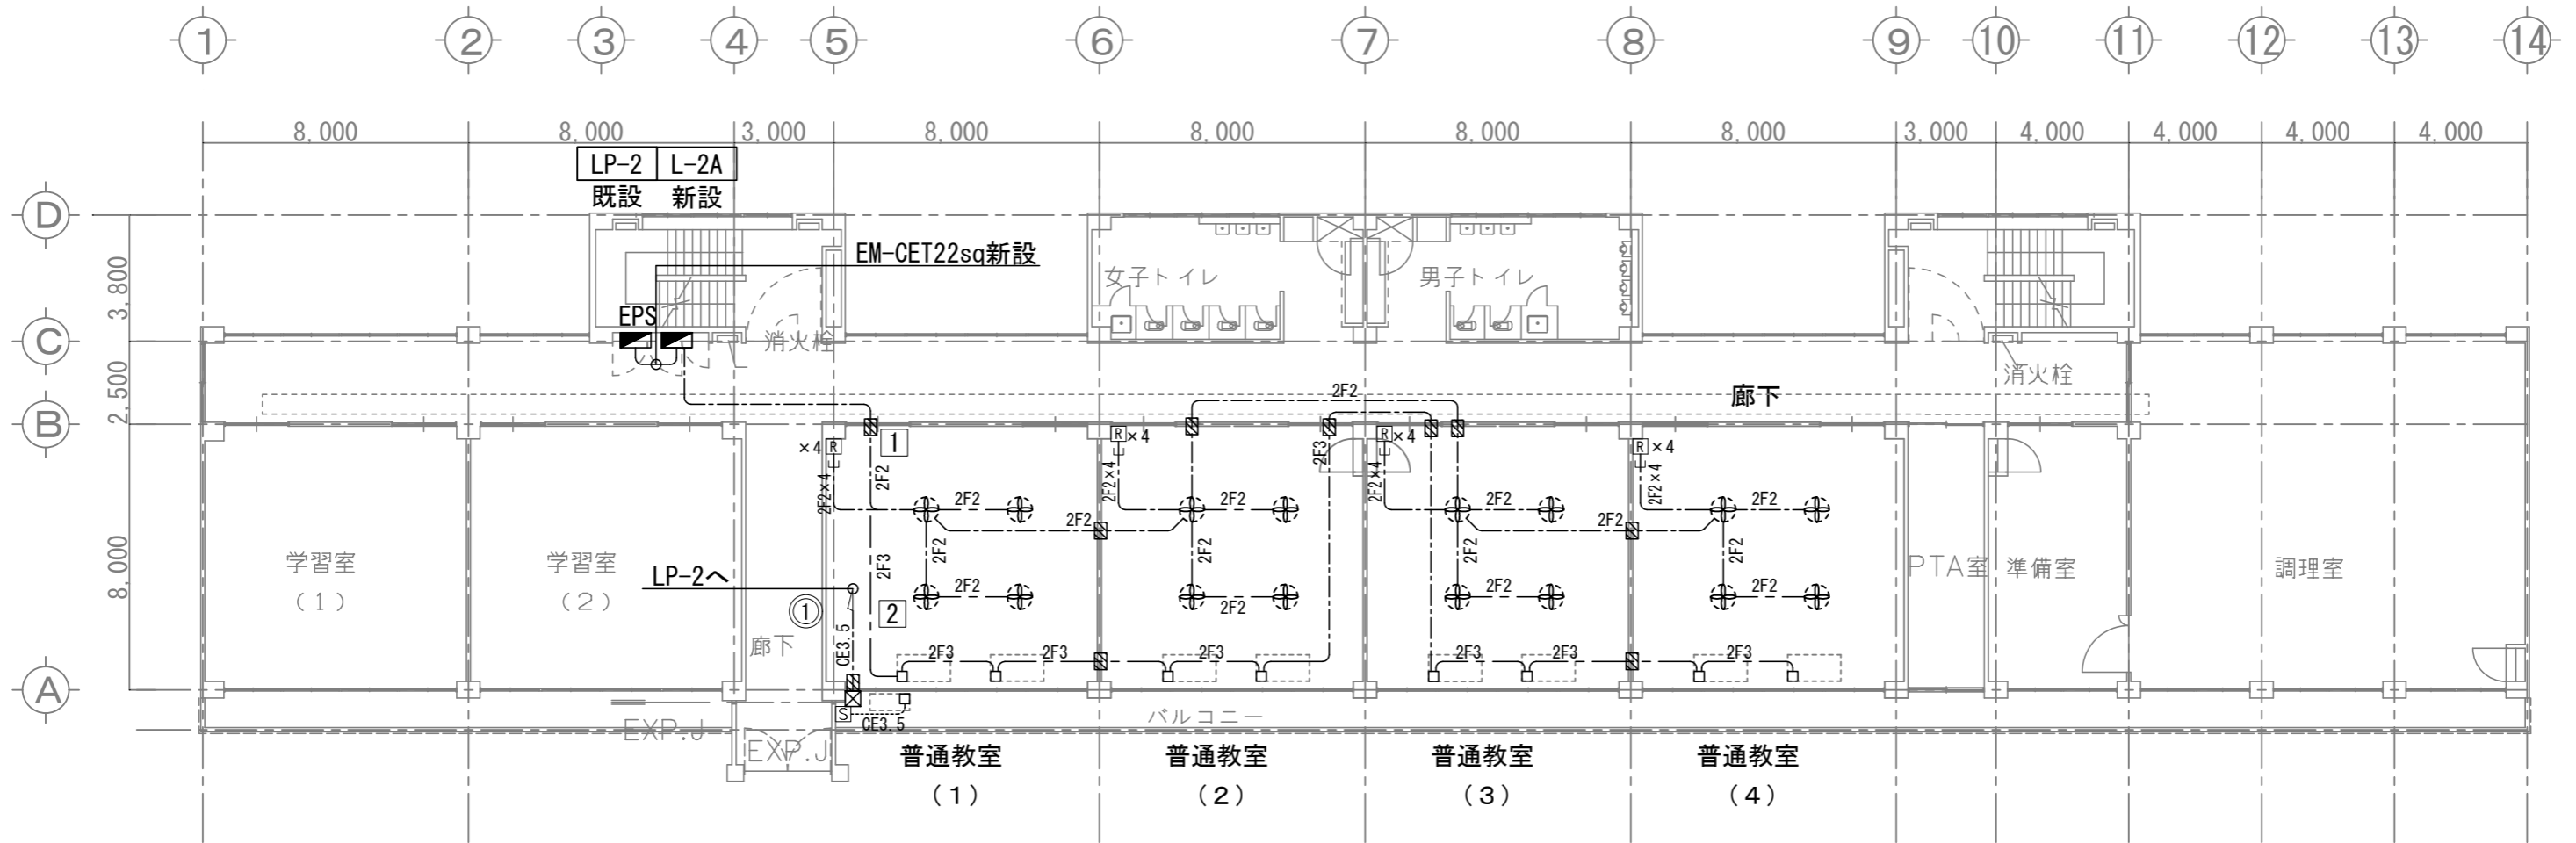 1 2 3 4 5 6 7 8 9 10 11 12 13 14
8,000 8,000 3,000 8,000 8,000 8,000 8,000 3,000 4,000 4,000 4,000 4,000
LP-2 L-2A
既設 新設
D
EM-CET22sq新設
3,800
女子トイレ 男子トイレ
EPS
C
消火栓 消火栓
2,500
2F2
廊下
B
×4 R 1 R ×4 R ×4 R ×4
2F2×4 2F2 2F2×4 2F3 2F2×4 2F2×4
2F2 2F2 2F2 2F2
2F2 2F2
2F2 2F3 2F2 2F2 2F2
8,000
学習室 学習室 PTA室 準備室 調理室
(1) (2)
LP-2へ
2F2 2F2 2F2 2F2
① 2
CE3.5
廊下
2F3 2F3 2F3 2F3 2F3 2F3
A
S
CE3.5
バルコニー
EXP.J
EXP.J
普通教室 普通教室 普通教室 普通教室
(1) (2) (3) (4)